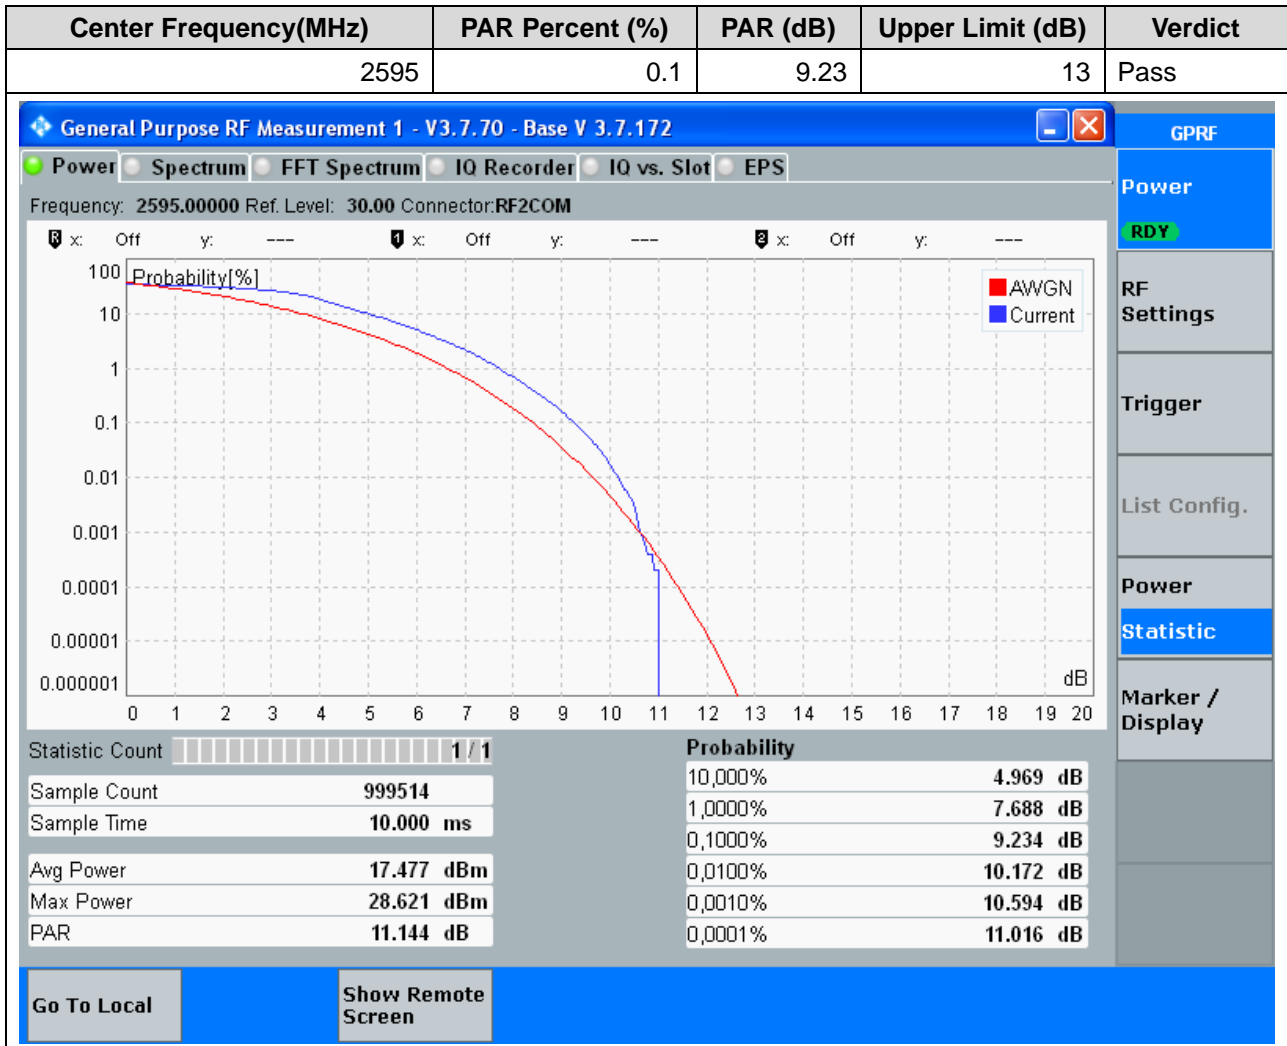 Center Frequency(MHz) PAR Percent (%) PAR (dB) Upper Limit (dB) Verdict
2595 0.1 9.23 13 Pass
General Purpose RF Measurement 1 - V3.7.70 - Base V 3.7.172
GPRF
Power Spectrum FFT Spectrum IQ Recorder IQ vs. Slot EPS
Power
RDY
Frequency: 2595.00000 Ref. Level: 30.00 Connector:RF2COM
R x: Off y: --- 1 x: Off y: --- 2 x: Off y: ---
Probability[%]
AWGN
Current
100
10
1
0.1
0.01
0.001
0.0001
0.00001
0.000001
dB
0 1 2 3 4 5 6 7 8 9 10 11 12 13 14 15 16 17 18 19 20
RF
Settings
Trigger
List Config.
Power
Statistic
Marker /
Display
Statistic Count 1 / 1
Sample Count 999514
Sample Time 10.000 ms
Avg Power 17.477 dBm
Max Power 28.621 dBm
PAR 11.144 dB
Probability
10,000% 4.969 dB
1,0000% 7.688 dB
0,1000% 9.234 dB
0,0100% 10.172 dB
0,0010% 10.594 dB
0,0001% 11.016 dB
Go To Local
Show Remote
Screen